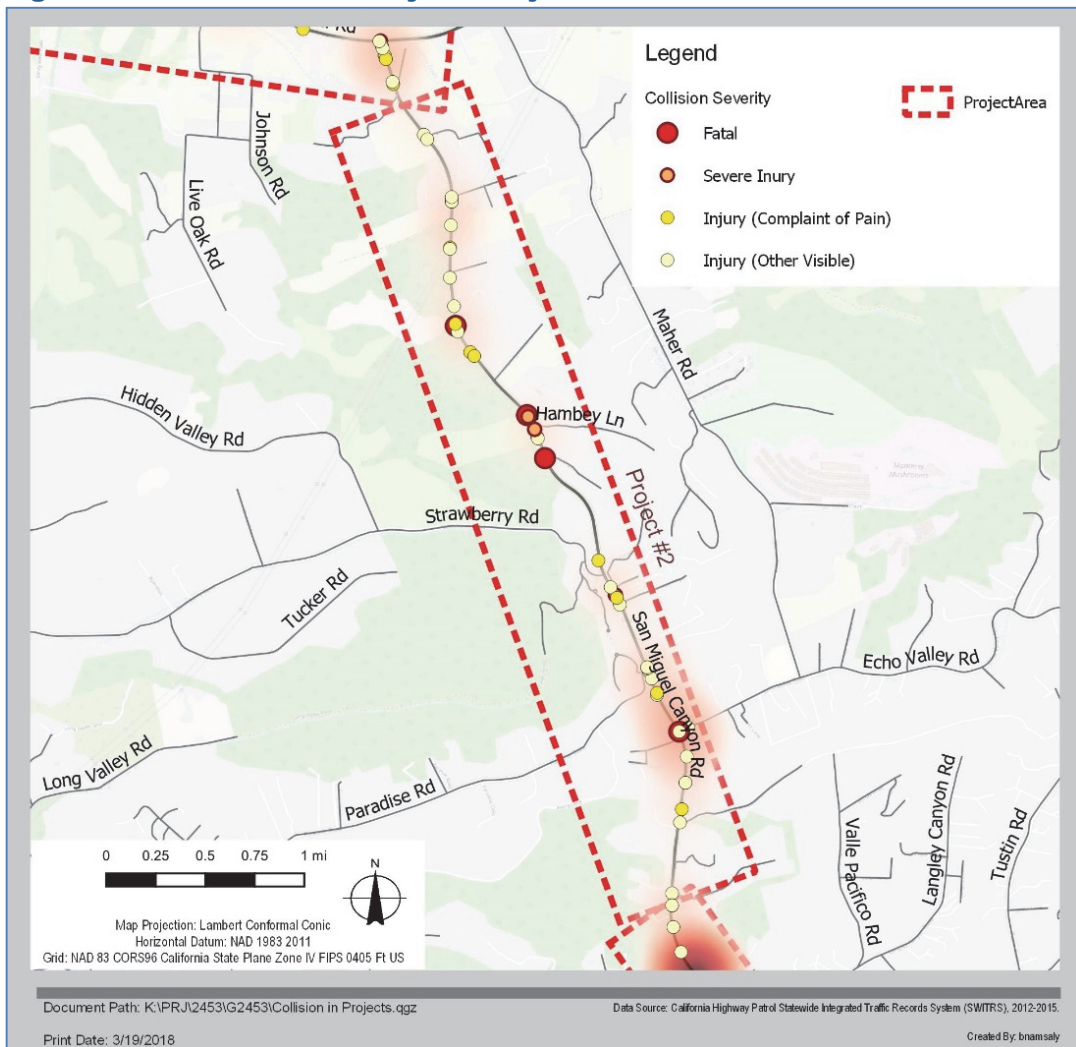 Legend
Collision Severity
Fatal
Severe Inury
Injury (Complaint of Pain)
Injury (Other Visible)
ProjectArea
Rd
Johnson Rd
Live Oak Rd
Maher Rd
Hidden Valley Rd
Hambey Ln
Project #2
Strawberry Rd
Tucker Rd
San Miguel Canyon Rd
Echo Valley Rd
Long Valley Rd
Paradise Rd
Valle Pacifico Rd
Langley Canyon Rd
Tustin Rd
0 0.25 0.5 0.75 1 mi
N
Map Projection: Lambert Conformal Conic
Horizontal Datum: NAD 1983 2011
Grid: NAD 83 CORS96 California State Plane Zone IV FIPS 0405 Ft US
Document Path: K:\PRJ\2453\G2453\Collision in Projects.qgz
Data Source: California Highway Patrol Statewide Integrated Traffic Records System (SWITRS), 2012-2015.
Print Date: 3/19/2018
Created By: bnamsaly